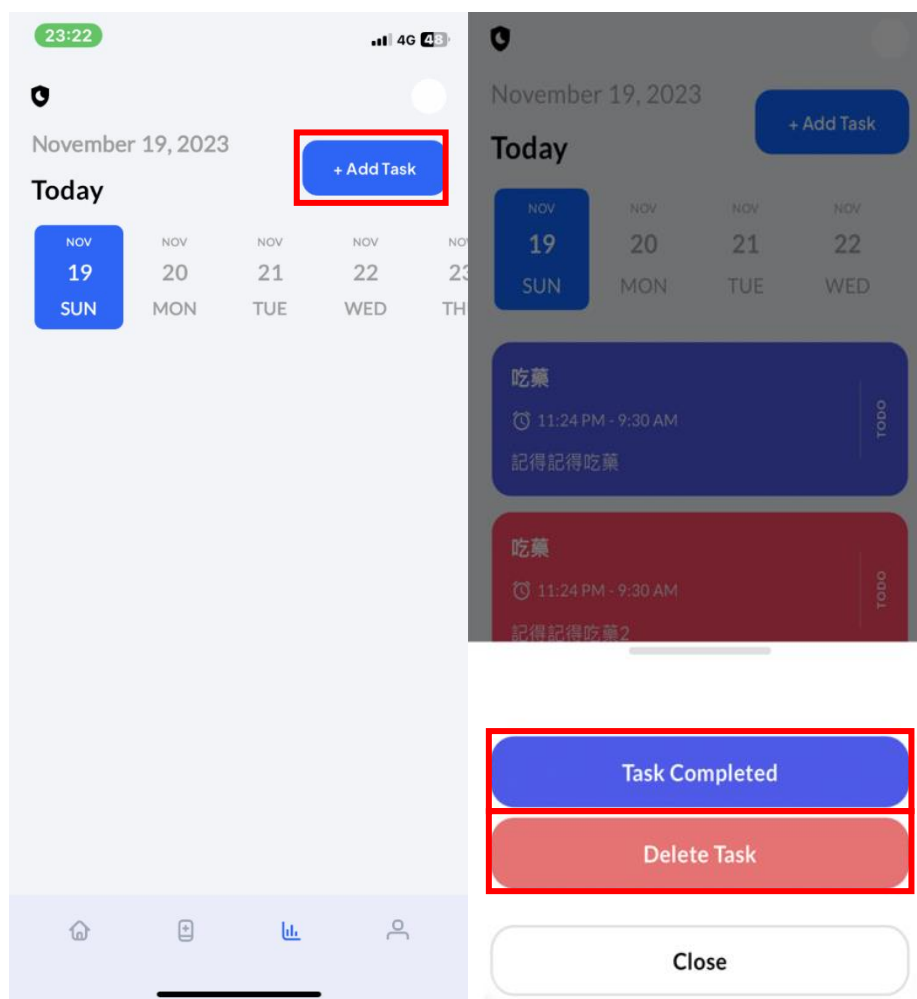 23:22
4G 48
November 19, 2023
+ Add Task
Today
NOV NOV NOV NOV NOV
19 20 21 22 23
SUN MON TUE WED TH
November 19, 2023
+ Add Task
Today
NOV NOV NOV NOV
19 20 21 22
SUN MON TUE WED
吃藥
11:24 PM - 9:30 AM
TODO
記得記得吃藥
吃藥
11:24 PM - 9:30 AM
TODO
記得記得吃藥2
Task Completed
Delete Task
Close